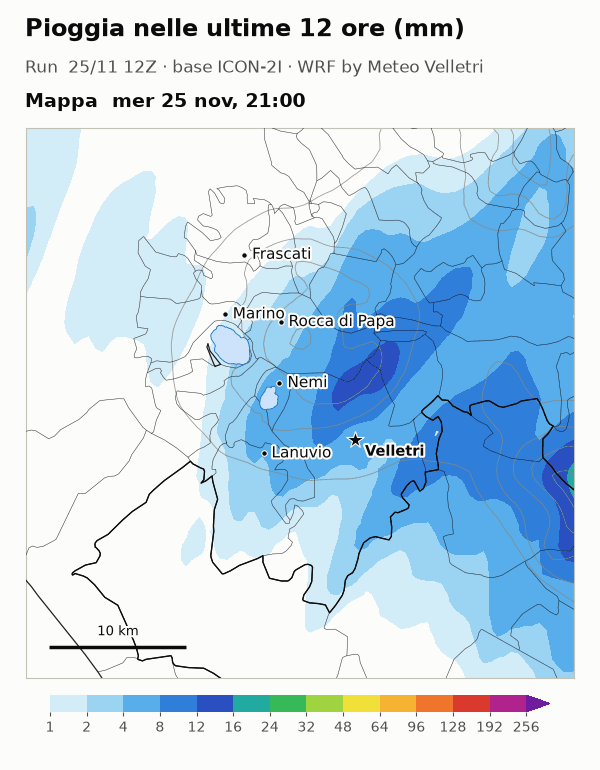 Pioggia nelle ultime 12 ore (mm)
Run 25/11 12Z · base ICON-2I · WRF by Meteo Velletri
Mappa mer 25 nov, 21:00
Frascati
Marino
Rocca di Papa
Nemi
Velletri
Lanuvio
10 km
1 2 4 8 12 16 24 32 48 64 96 128 192 256